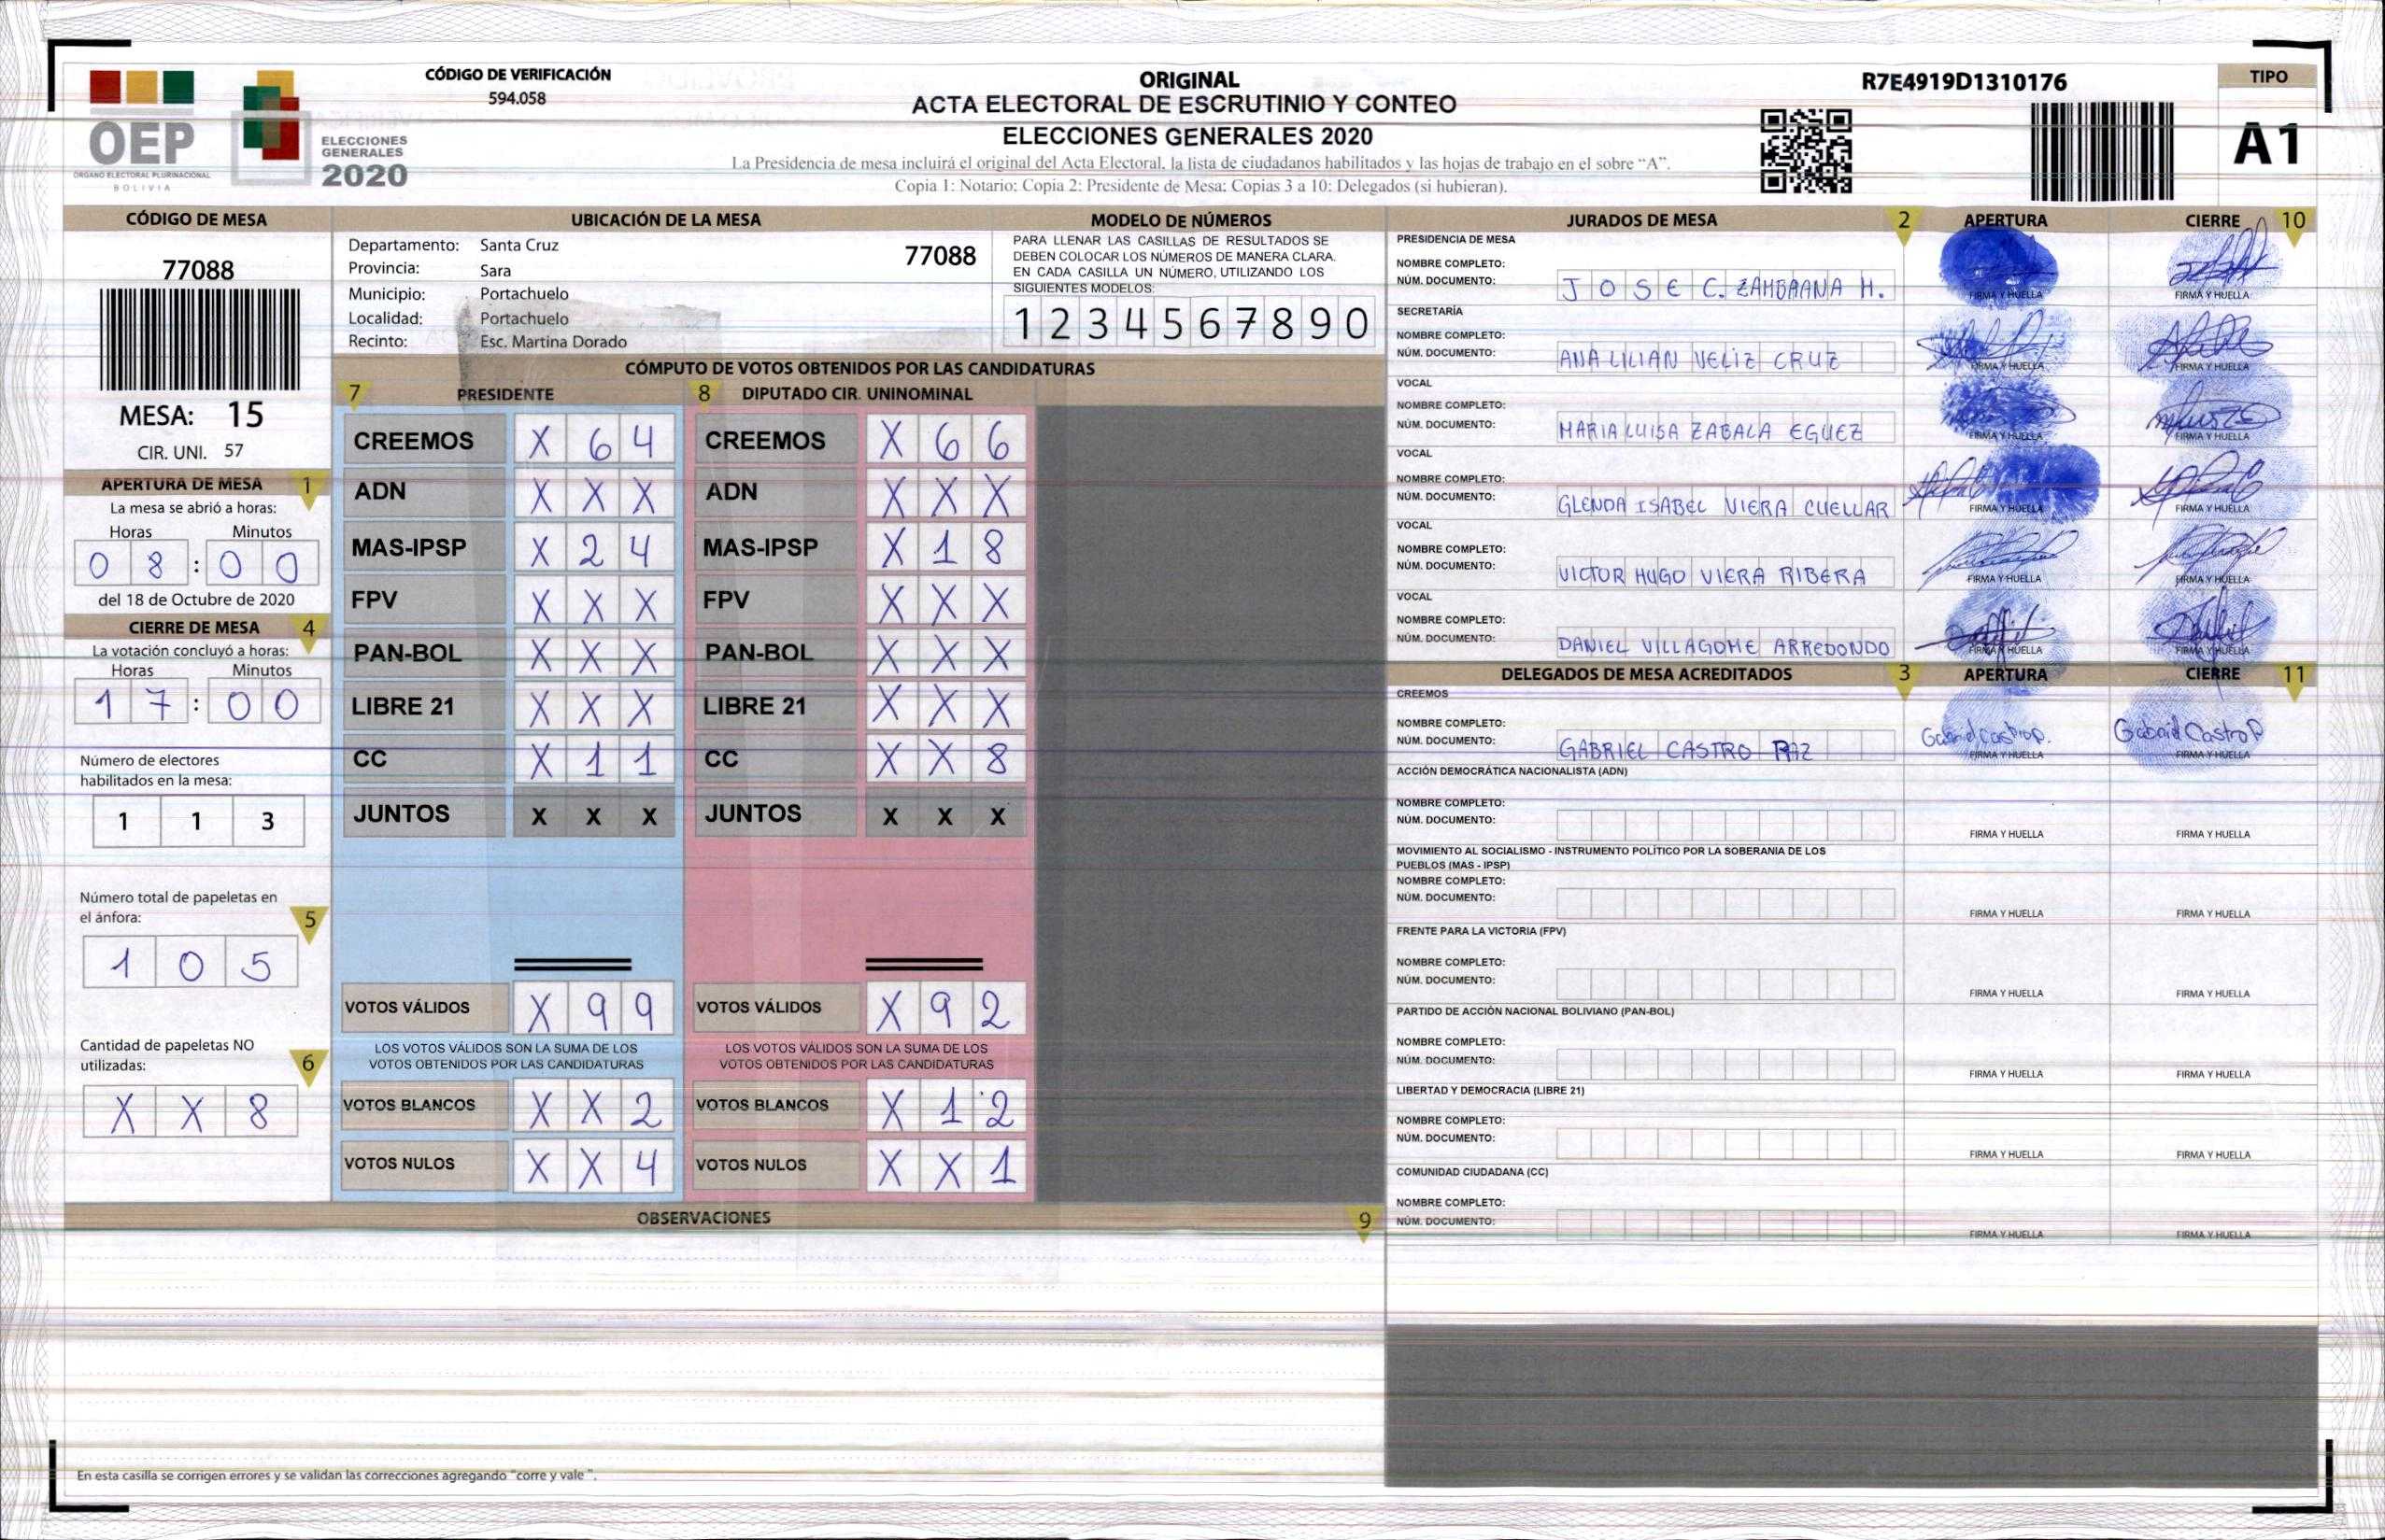 OEP
ÓRGANO ELECTORAL PLURINACIONAL
BOLIVIA
ELECCIONES
GENERALES
2020
CÓDIGO DE VERIFICACIÓN
594.058
ORIGINAL
ACTA ELECTORAL DE ESCRUTINIO Y CONTEO
ELECCIONES GENERALES 2020
La Presidencia de mesa incluirá el original del Acta Electoral, la lista de ciudadanos habilitados y las hojas de trabajo en el sobre "A".
Copia 1: Notario: Copia 2: Presidente de Mesa: Copias 3 a 10: Delegados (si hubieran).
R7E4919D1310176
TIPO
A1
CÓDIGO DE MESA
77088
MESA: 15
CIR. UNI. 57
APERTURA DE MESA 1
La mesa se abrió a horas:
Horas Minutos
0 8 : 0 0
del 18 de Octubre de 2020
CIERRE DE MESA 4
La votación concluyó a horas:
Horas Minutos
1 7 : 0 0
Número de electores
habilitados en la mesa:
1 1 3
Número total de papeletas en
el ánfora: 5
1 0 5
Cantidad de papeletas NO
utilizadas: 6
X X 8
UBICACIÓN DE LA MESA
Departamento: Santa Cruz
77088
Provincia: Sara
Municipio: Portachuelo
Localidad: Portachuelo
Recinto: Esc. Martina Dorado
MODELO DE NÚMEROS
PARA LLENAR LAS CASILLAS DE RESULTADOS SE
DEBEN COLOCAR LOS NÚMEROS DE MANERA CLARA.
EN CADA CASILLA UN NÚMERO, UTILIZANDO LOS
SIGUIENTES MODELOS:
1 2 3 4 5 6 7 8 9 0
CÓMPUTO DE VOTOS OBTENIDOS POR LAS CANDIDATURAS
7 PRESIDENTE 8 DIPUTADO CIR. UNINOMINAL
CREEMOS X 6 4 CREEMOS X 6 6
ADN X X X ADN X X X
MAS-IPSP X 2 4 MAS-IPSP X 1 8
FPV X X X FPV X X X
PAN-BOL X X X PAN-BOL X X X
LIBRE 21 X X X LIBRE 21 X X X
CC X 1 1 CC X X 8
JUNTOS X X X JUNTOS X X X
VOTOS VÁLIDOS X 9 9 VOTOS VÁLIDOS X 9 2
LOS VOTOS VÁLIDOS SON LA SUMA DE LOS LOS VOTOS VÁLIDOS SON LA SUMA DE LOS
VOTOS OBTENIDOS POR LAS CANDIDATURAS VOTOS OBTENIDOS POR LAS CANDIDATURAS
VOTOS BLANCOS X X 2 VOTOS BLANCOS X 1 2
VOTOS NULOS X X 4 VOTOS NULOS X X 1
OBSERVACIONES 9
En esta casilla se corrigen errores y se validan las correcciones agregando "corre y vale ".
JURADOS DE MESA 2 APERTURA CIERRE 10
PRESIDENCIA DE MESA
NOMBRE COMPLETO:
NÚM. DOCUMENTO: JOSE C. ZAMBRANA H.
FIRMA Y HUELLA FIRMA Y HUELLA
SECRETARÍA
NOMBRE COMPLETO:
NÚM. DOCUMENTO: ANA LILIAN VELIZ CRUZ
FIRMA Y HUELLA FIRMA Y HUELLA
VOCAL
NOMBRE COMPLETO:
NÚM. DOCUMENTO: MARIA LUISA ZABALA EGUEZ
FIRMA Y HUELLA FIRMA Y HUELLA
VOCAL
NOMBRE COMPLETO:
NÚM. DOCUMENTO: GLENDA ISABEL VIERA CUELLAR
FIRMA Y HUELLA FIRMA Y HUELLA
VOCAL
NOMBRE COMPLETO:
NÚM. DOCUMENTO: VICTOR HUGO VIERA RIBERA
FIRMA Y HUELLA FIRMA Y HUELLA
VOCAL
NOMBRE COMPLETO:
NÚM. DOCUMENTO: DANIEL VILLAGOME ARREDONDO
FIRMA Y HUELLA FIRMA Y HUELLA
DELEGADOS DE MESA ACREDITADOS 3 APERTURA CIERRE 11
CREEMOS
NOMBRE COMPLETO:
NÚM. DOCUMENTO: GABRIEL CASTRO PAZ Gabriel Castro P. Gabriel Castro P
FIRMA Y HUELLA FIRMA Y HUELLA
ACCIÓN DEMOCRÁTICA NACIONALISTA (ADN)
NOMBRE COMPLETO:
NÚM. DOCUMENTO:
FIRMA Y HUELLA FIRMA Y HUELLA
MOVIMIENTO AL SOCIALISMO - INSTRUMENTO POLÍTICO POR LA SOBERANIA DE LOS
PUEBLOS (MAS - IPSP)
NOMBRE COMPLETO:
NÚM. DOCUMENTO:
FIRMA Y HUELLA FIRMA Y HUELLA
FRENTE PARA LA VICTORIA (FPV)
NOMBRE COMPLETO:
NÚM. DOCUMENTO:
FIRMA Y HUELLA FIRMA Y HUELLA
PARTIDO DE ACCIÓN NACIONAL BOLIVIANO (PAN-BOL)
NOMBRE COMPLETO:
NÚM. DOCUMENTO:
FIRMA Y HUELLA FIRMA Y HUELLA
LIBERTAD Y DEMOCRACIA (LIBRE 21)
NOMBRE COMPLETO:
NÚM. DOCUMENTO:
FIRMA Y HUELLA FIRMA Y HUELLA
COMUNIDAD CIUDADANA (CC)
NOMBRE COMPLETO:
NÚM. DOCUMENTO:
FIRMA Y HUELLA FIRMA Y HUELLA